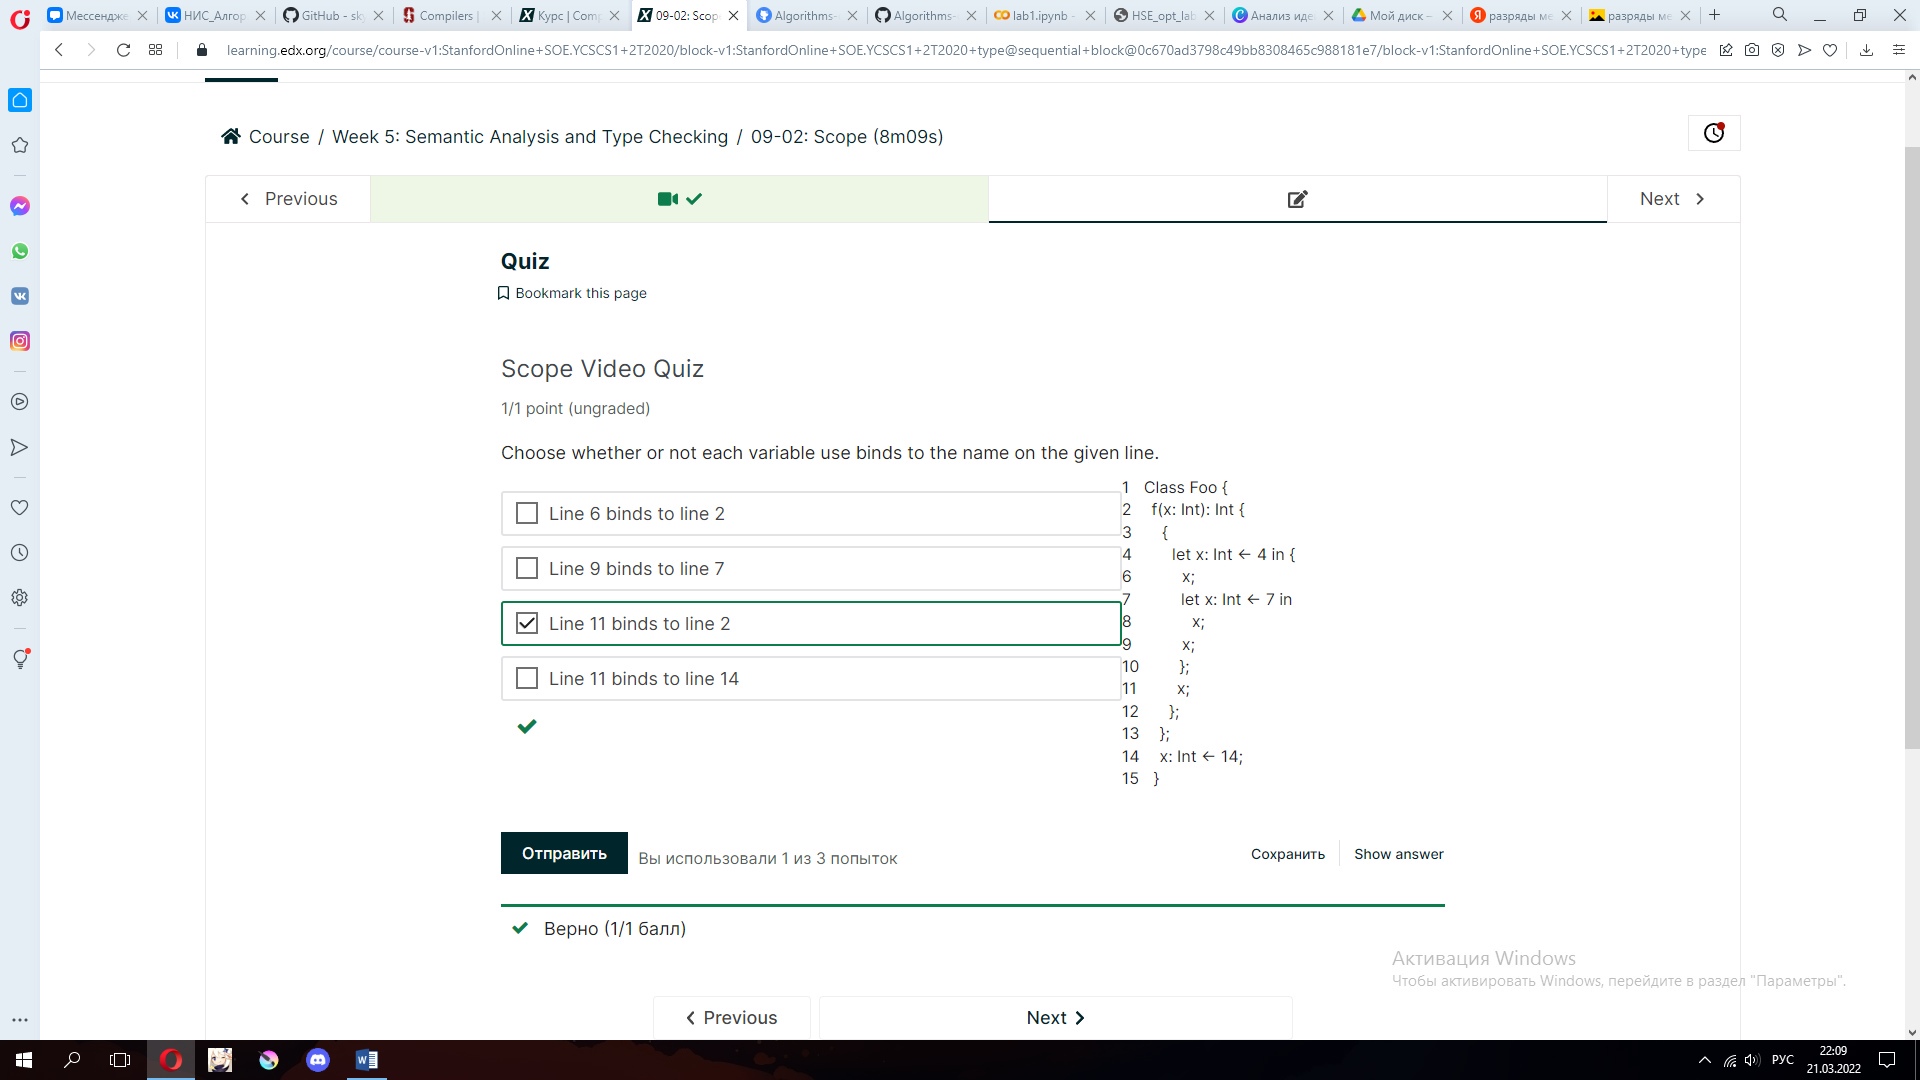 Мессендже
НИС_Алгор
GitHub - sk
Compilers |
Курс | Comp
09-02: Scop
Algorithms-
Algorithms-
lab1.ipynb -
HSE_opt_lab
Анализ иде
Мой диск –
разряды ме
разряды ме
learning.edx.org/course/course-v1:StanfordOnline+SOE.YCSCS1+2T2020/block-v1:StanfordOnline+SOE.YCSCS1+2T2020+type@sequential+block@0c670ad3798c49bb8308465c988181e7/block-v1:StanfordOnline+SOE.YCSCS1+2T2020+type
Course / Week 5: Semantic Analysis and Type Checking / 09-02: Scope (8m09s)
Previous
Next
Quiz
Bookmark this page
Scope Video Quiz
1/1 point (ungraded)
Choose whether or not each variable use binds to the name on the given line.
Line 6 binds to line 2
Line 9 binds to line 7
Line 11 binds to line 2
Line 11 binds to line 14
1 Class Foo {
2 f(x: Int): Int {
3 {
4 let x: Int ← 4 in {
6 x;
7 let x: Int ← 7 in
8 x;
9 x;
10 };
11 x;
12 };
13 };
14 x: Int ← 14;
15 }
Отправить
Вы использовали 1 из 3 попыток
Сохранить
Show answer
Верно (1/1 балл)
Активация Windows
Чтобы активировать Windows, перейдите в раздел "Параметры".
Previous
Next
РУС
22:09
21.03.2022